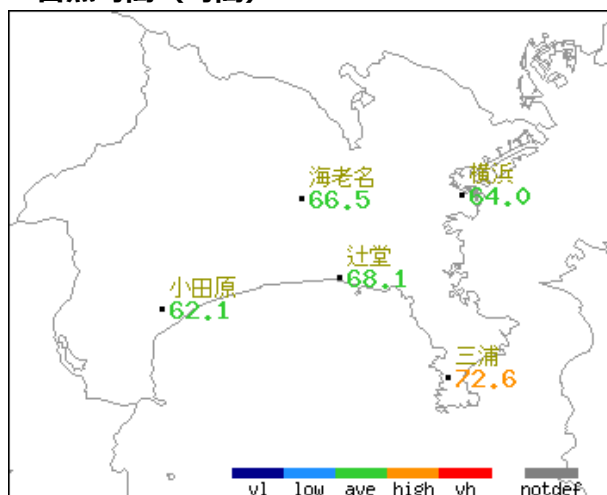 海老名
66.5
横浜
64.0
辻堂
68.1
小田原
62.1
三浦
72.6
vl low ave high vh notdef